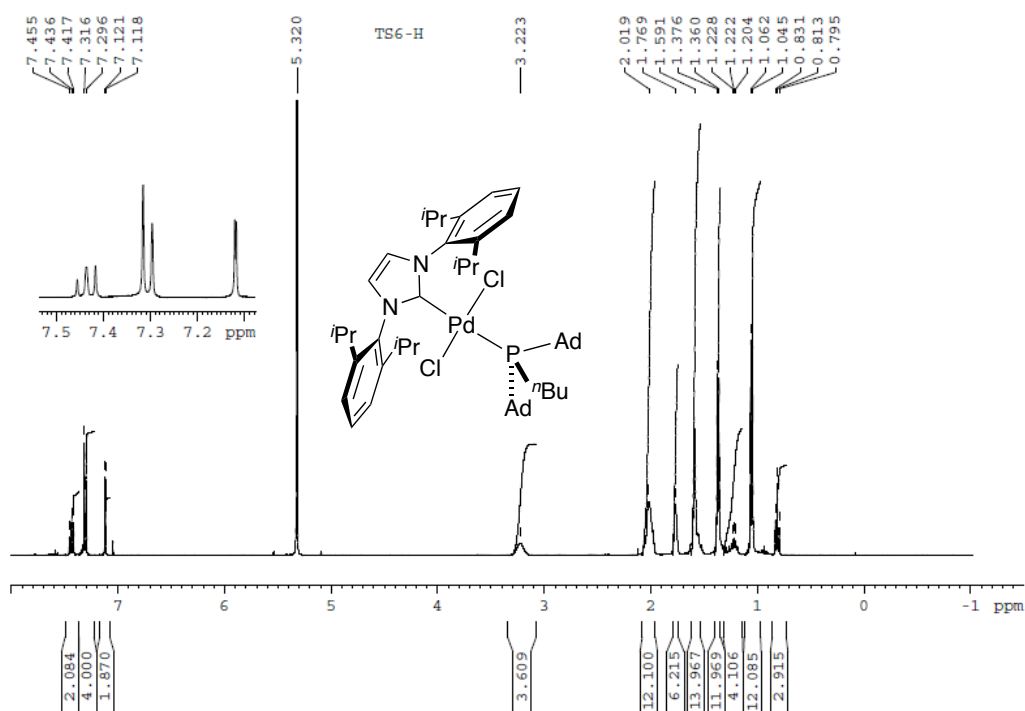 7.455
7.436
7.417
7.316
7.296
7.121
7.118
5.320
TS6-H
3.223
2.019
1.769
1.591
1.376
1.360
1.228
1.222
1.204
1.062
1.045
0.831
0.813
0.795
7.5 7.4 7.3 7.2 ppm
iPr
iPr
N
N
Cl
Pd
iPr
iPr
Cl
P
Ad
nBu
Ad
7 6 5 4 3 2 1 0 -1 ppm
2.084
4.000
1.870
3.609
12.100
6.215
13.967
11.969
4.106
12.085
2.915